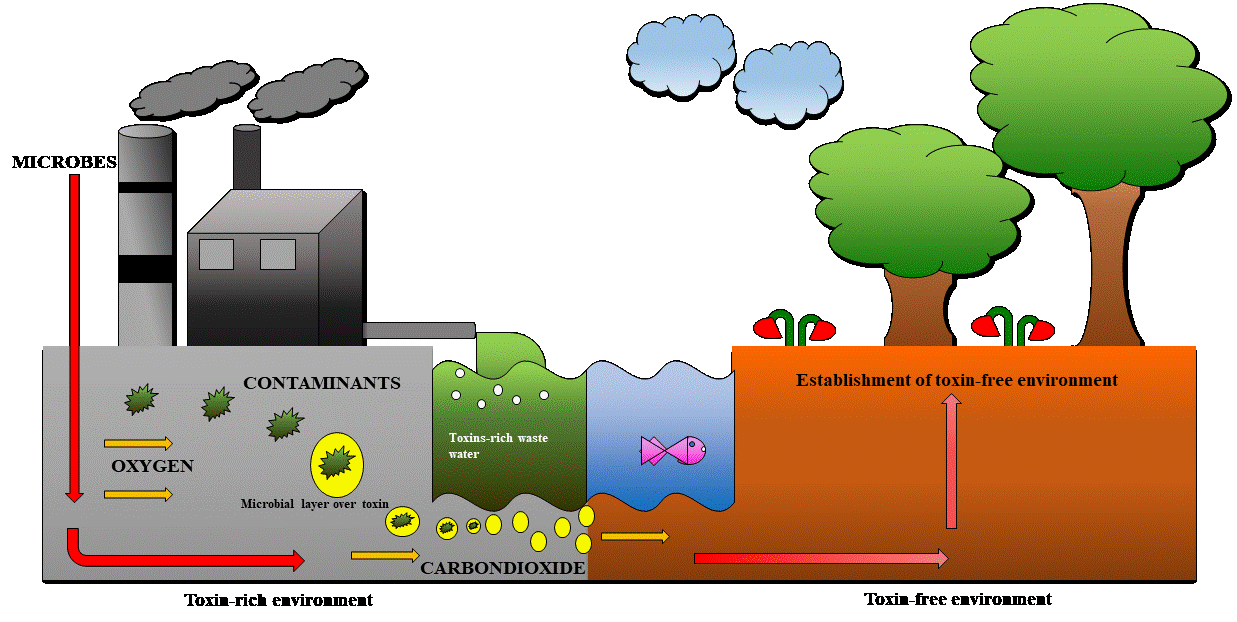 MICROBES
CONTAMINANTS
OXYGEN
Microbial layer over toxin
Toxins-rich waste
water
CARBONDIOXIDE
Establishment of toxin-free environment
Toxin-rich environment
Toxin-free environment